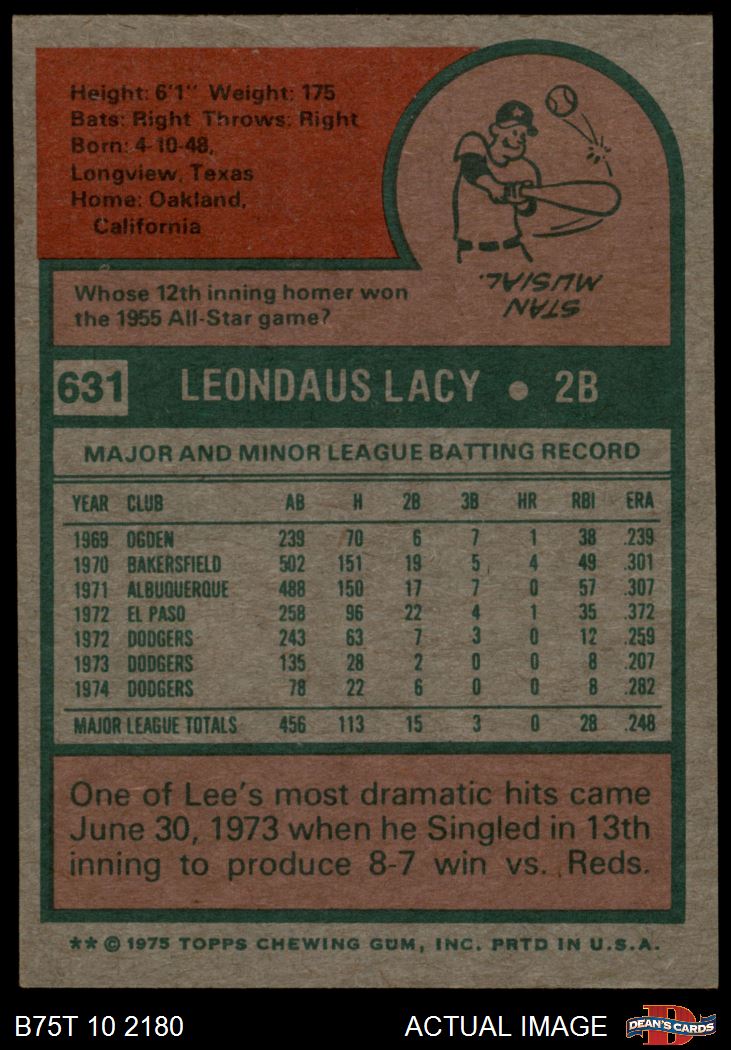 Height: 6'1" Weight: 175
Bats: Right Throws: Right
Born: 4-10-48,
Longview, Texas
Home: Oakland,
California
STAN
MUSIAL.
Whose 12th inning homer won
the 1955 All-Star game?
631 LEONDAUS LACY ● 2B
MAJOR AND MINOR LEAGUE BATTING RECORD
YEAR CLUB AB H 2B 3B HR RBI ERA
1969 OGDEN 239 70 6 7 1 38 .239
1970 BAKERSFIELD 502 151 19 5 4 49 .301
1971 ALBUQUERQUE 488 150 17 7 0 57 .307
1972 EL PASO 258 96 22 4 1 35 .372
1972 DODGERS 243 63 7 3 0 12 .259
1973 DODGERS 135 28 2 0 0 8 .207
1974 DODGERS 78 22 6 0 0 8 .282
MAJOR LEAGUE TOTALS 456 113 15 3 0 28 .248
One of Lee's most dramatic hits came
June 30, 1973 when he Singled in 13th
inning to produce 8-7 win vs. Reds.
** © 1975 TOPPS CHEWING GUM, INC. PRTD IN U.S.A.
B75T 10 2180 ACTUAL IMAGE DEAN'S CARDS